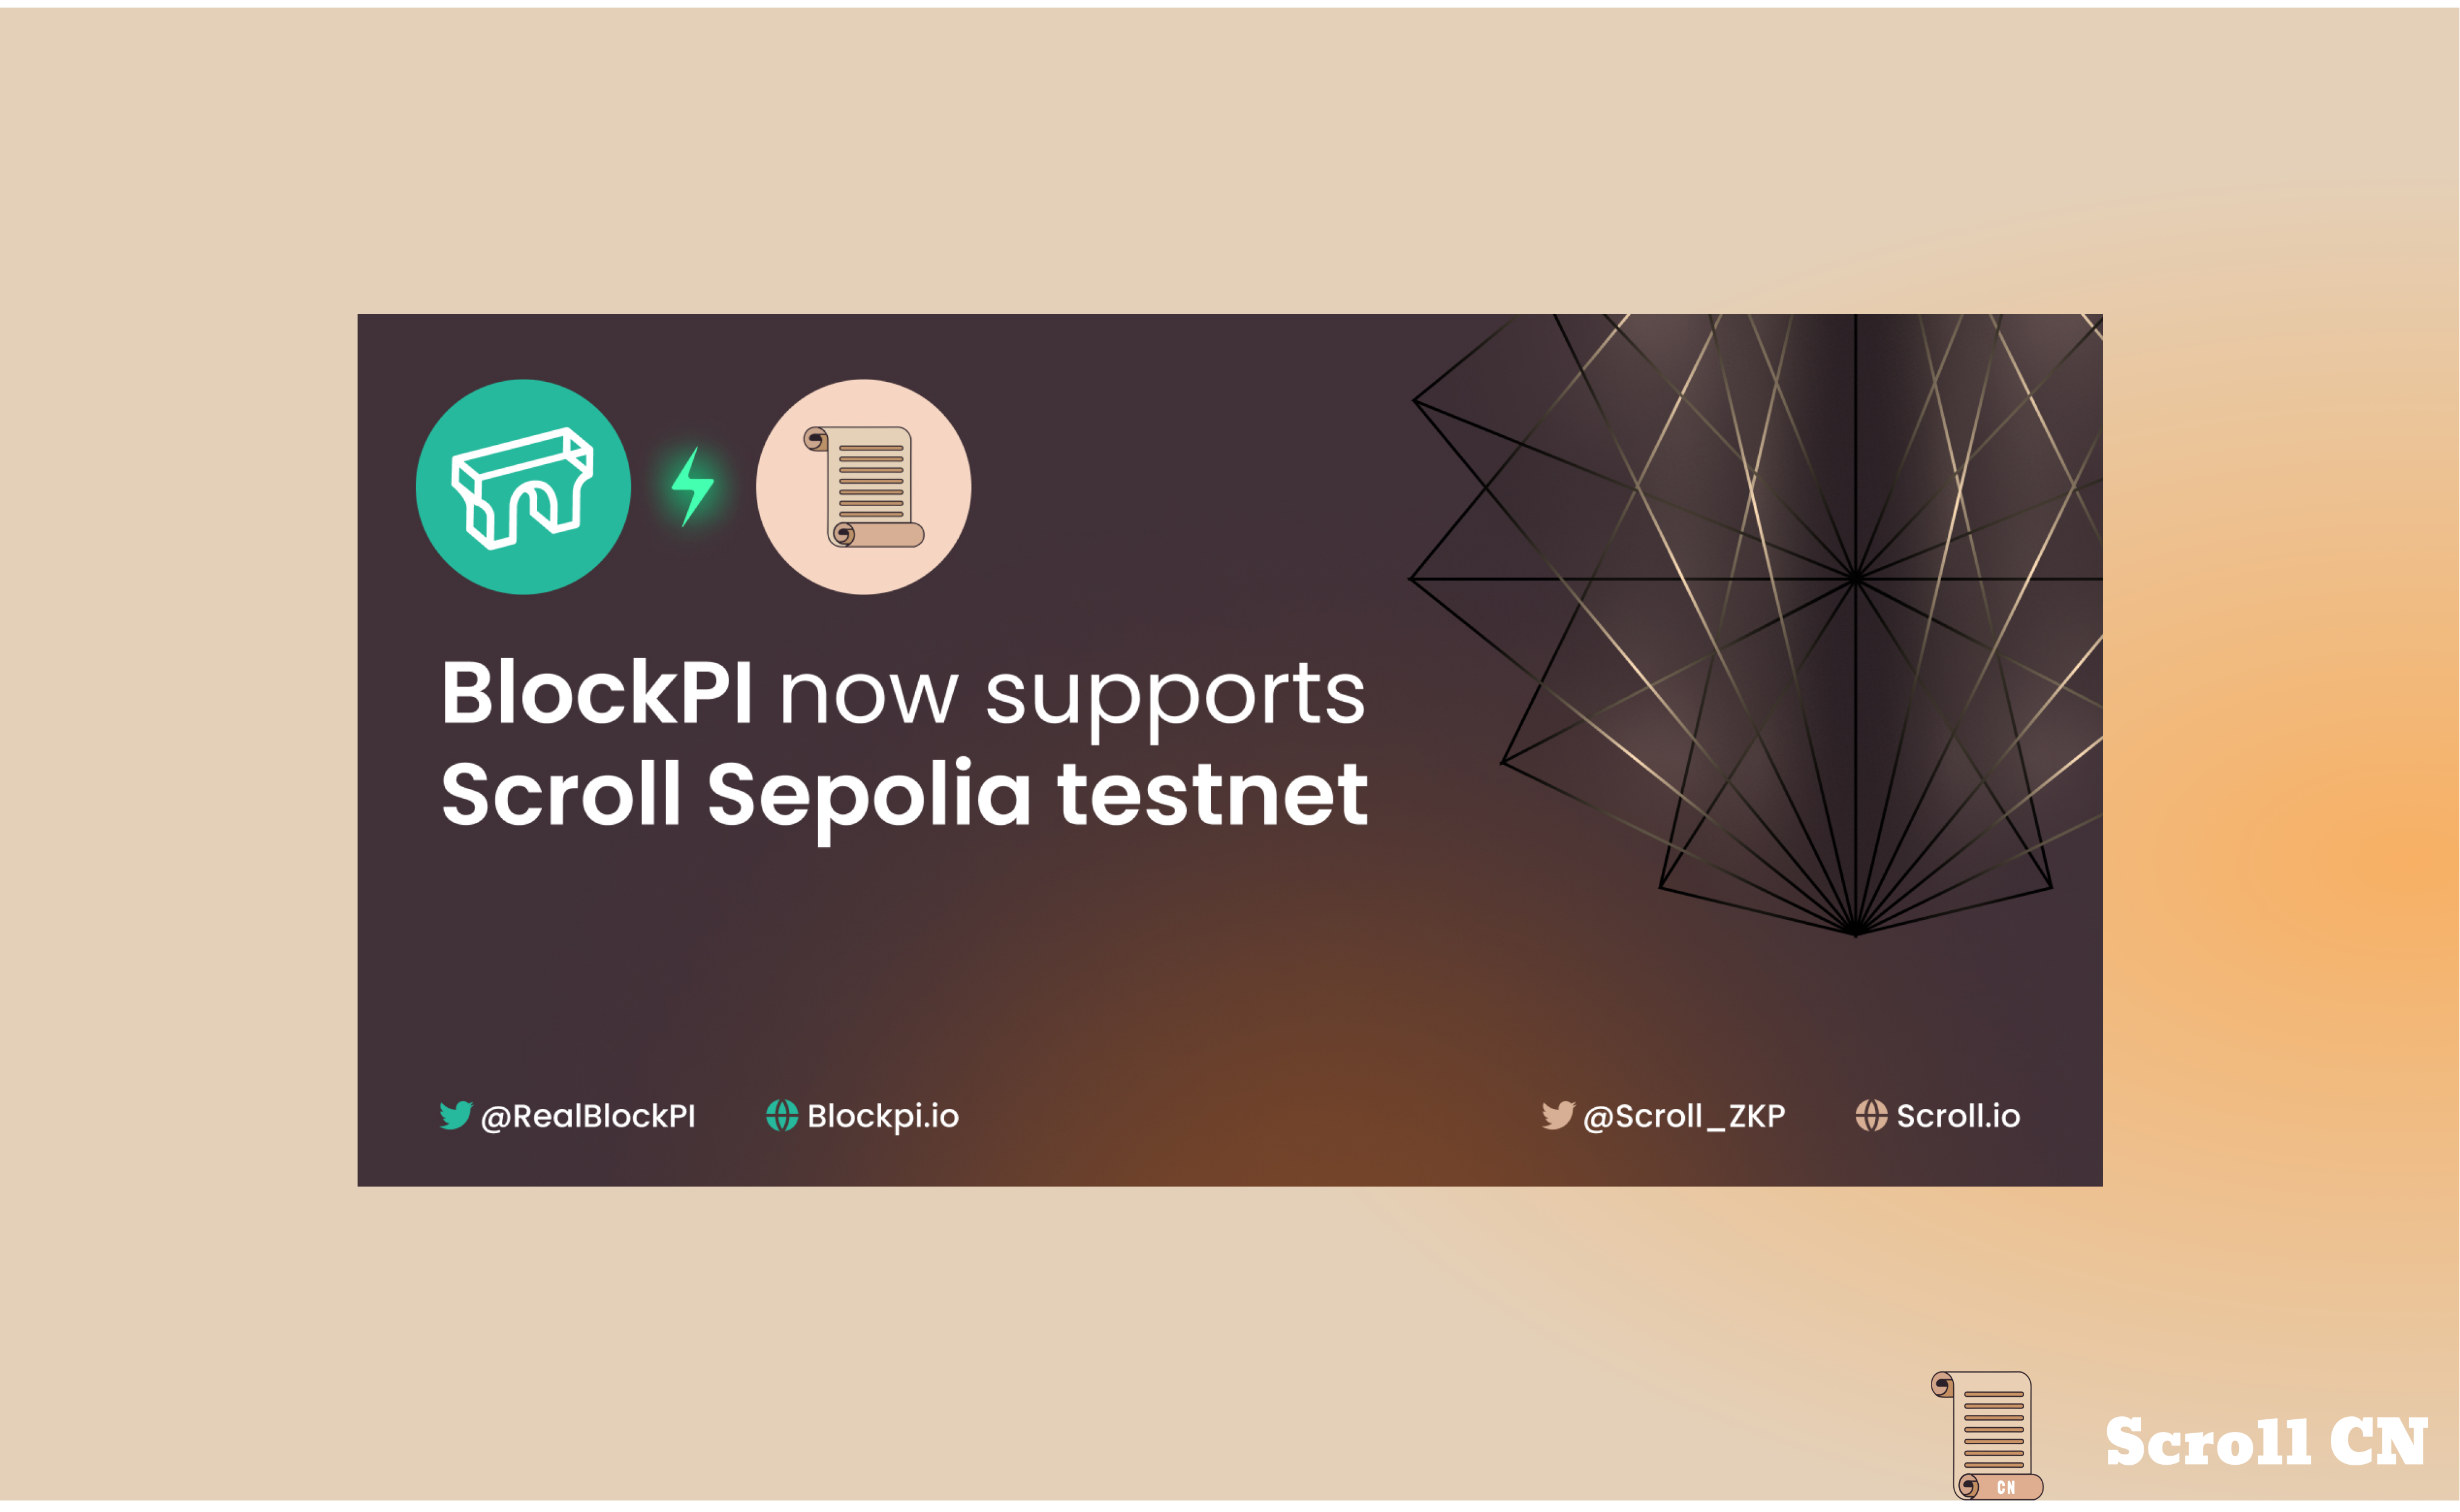 BlockPI now supports
Scroll Sepolia testnet
@RealBlockPI
Blockpi.io
@Scroll_ZKP
Scroll.io
CN
Scroll CN